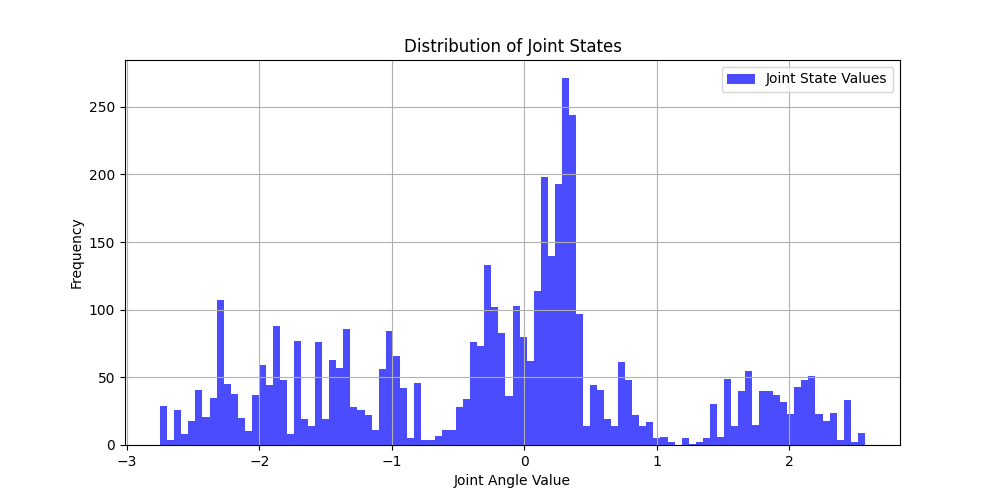 Distribution of Joint States
Joint State Values
Frequency
250
200
150
100
50
0
−3 −2 −1 0 1 2
Joint Angle Value